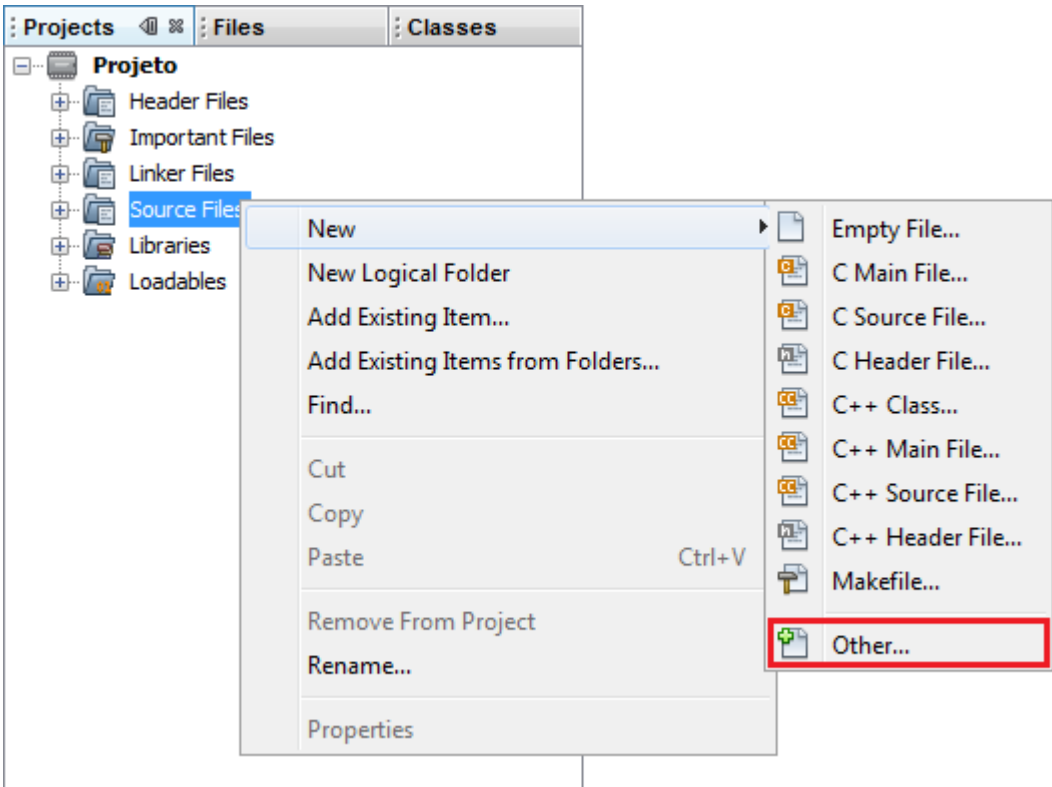 Projects Files Classes
Projeto
Header Files
Important Files
Linker Files
Source Files
Libraries
Loadables
New
New Logical Folder
Add Existing Item...
Add Existing Items from Folders...
Find...
Cut
Copy
Paste Ctrl+V
Remove From Project
Rename...
Properties
Empty File...
C Main File...
C Source File...
C Header File...
C++ Class...
C++ Main File...
C++ Source File...
C++ Header File...
Makefile...
Other...